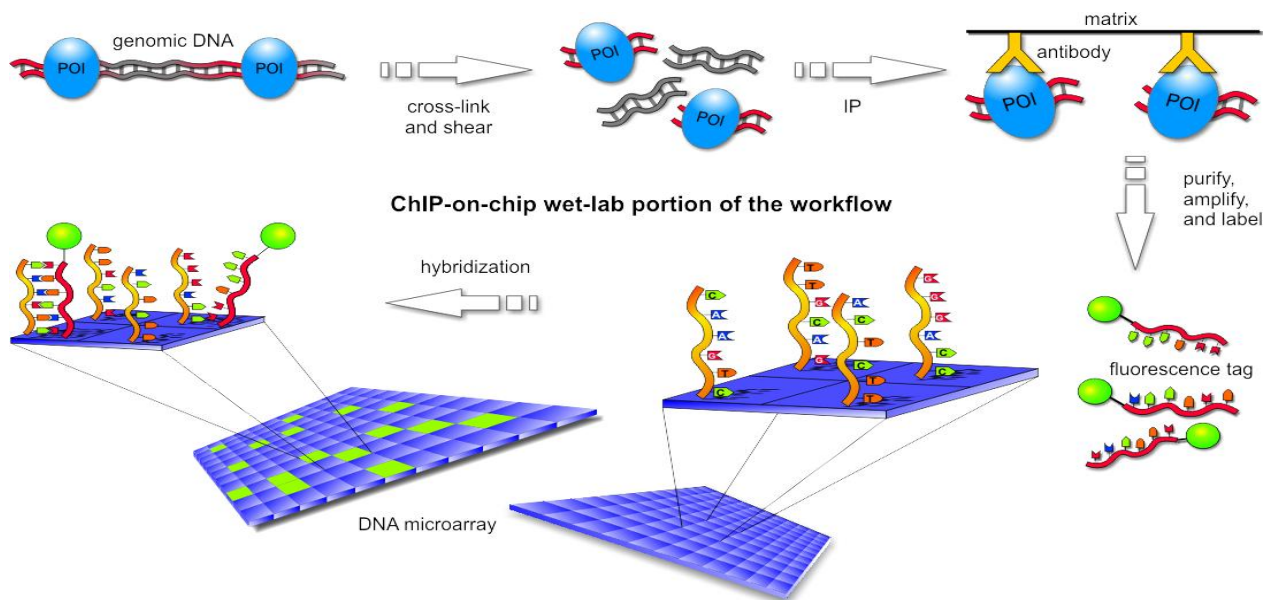 genomic DNA
POI
POI
cross-link
and shear
POI
POI
IP
matrix
antibody
POI
POI
purify,
amplify,
and label
ChIP-on-chip wet-lab portion of the workflow
hybridization
C
A
A
G
T
C
T
T
G
C
A
G
A
C
T
C
T
T
G
G
G
A
C
C
fluorescence tag
DNA microarray